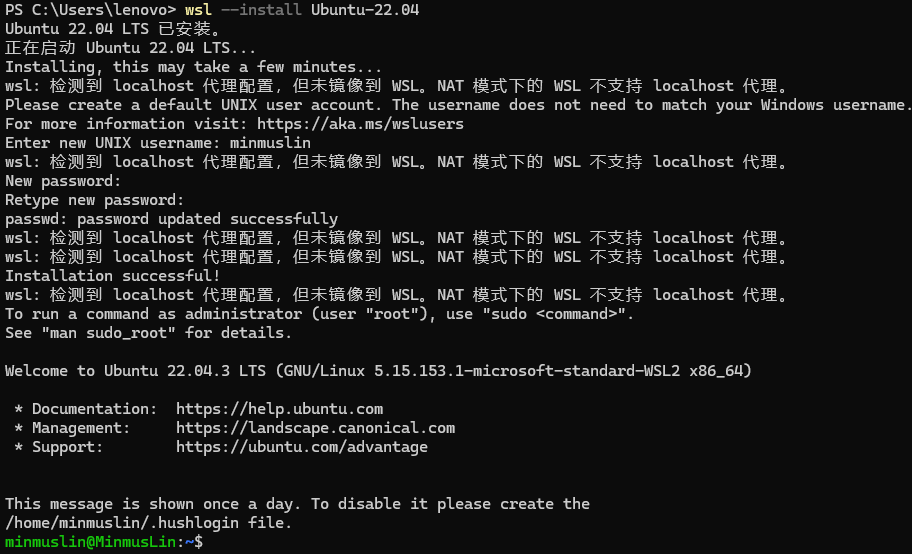 PS C:\Users\lenovo> wsl --install Ubuntu-22.04
Ubuntu 22.04 LTS 已安装。
正在启动 Ubuntu 22.04 LTS...
Installing, this may take a few minutes...
wsl: 检测到 localhost 代理配置，但未镜像到 WSL。NAT 模式下的 WSL 不支持 localhost 代理。
Please create a default UNIX user account. The username does not need to match your Windows username.
For more information visit: https://aka.ms/wslusers
Enter new UNIX username: minmuslin
wsl: 检测到 localhost 代理配置，但未镜像到 WSL。NAT 模式下的 WSL 不支持 localhost 代理。
New password:
Retype new password:
passwd: password updated successfully
wsl: 检测到 localhost 代理配置，但未镜像到 WSL。NAT 模式下的 WSL 不支持 localhost 代理。
wsl: 检测到 localhost 代理配置，但未镜像到 WSL。NAT 模式下的 WSL 不支持 localhost 代理。
Installation successful!
wsl: 检测到 localhost 代理配置，但未镜像到 WSL。NAT 模式下的 WSL 不支持 localhost 代理。
To run a command as administrator (user "root"), use "sudo <command>".
See "man sudo_root" for details.
Welcome to Ubuntu 22.04.3 LTS (GNU/Linux 5.15.153.1-microsoft-standard-WSL2 x86_64)
* Documentation:  https://help.ubuntu.com
* Management:     https://landscape.canonical.com
* Support:        https://ubuntu.com/advantage
This message is shown once a day. To disable it please create the
/home/minmuslin/.hushlogin file.
minmuslin@MinmusLin:~$